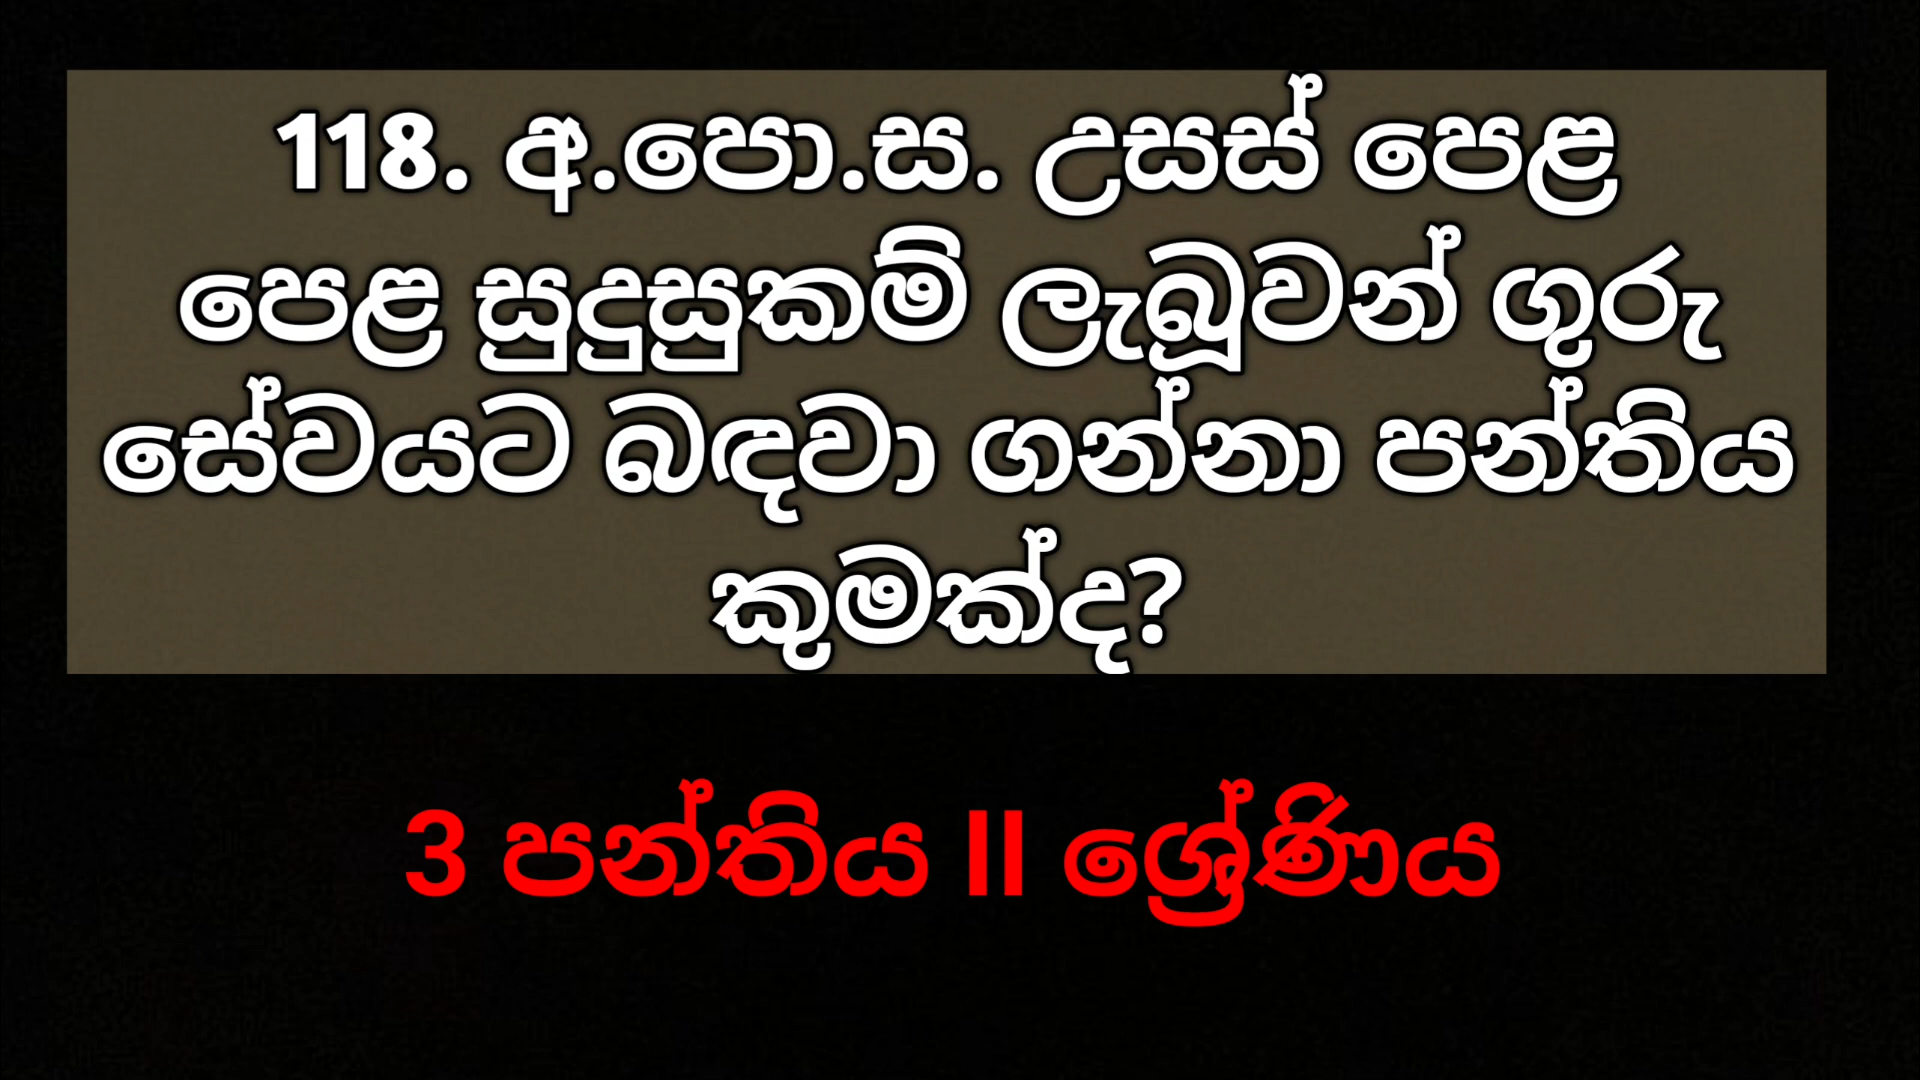 118. අ.පො.ස. උසස් පෙළ
පෙළ සුදුසුකම් ලැබූවන් ගුරු
සේවයට බඳවා ගන්නා පන්තිය
කුමක්ද?
3 පන්තිය II ශ්‍රේණිය